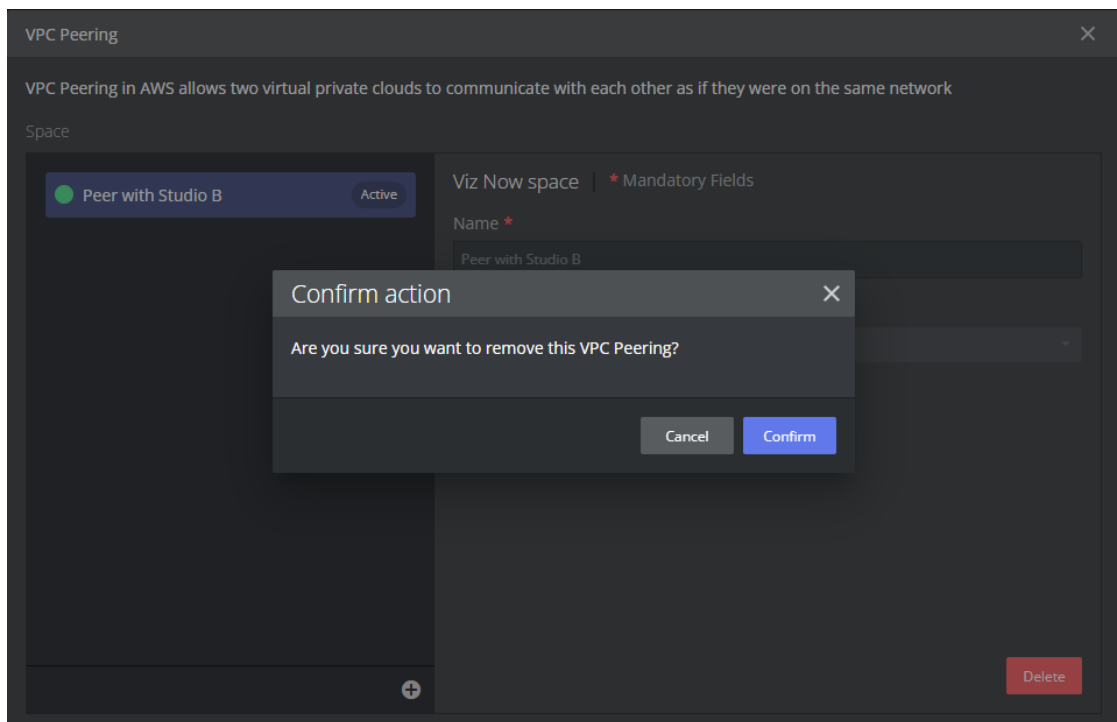 VPC Peering
VPC Peering in AWS allows two virtual private clouds to communicate with each other as if they were on the same network
Space
Peer with Studio B Active
Viz Now space * Mandatory Fields
Name *
Peer with Studio B
Confirm action
Are you sure you want to remove this VPC Peering?
Cancel Confirm
Delete